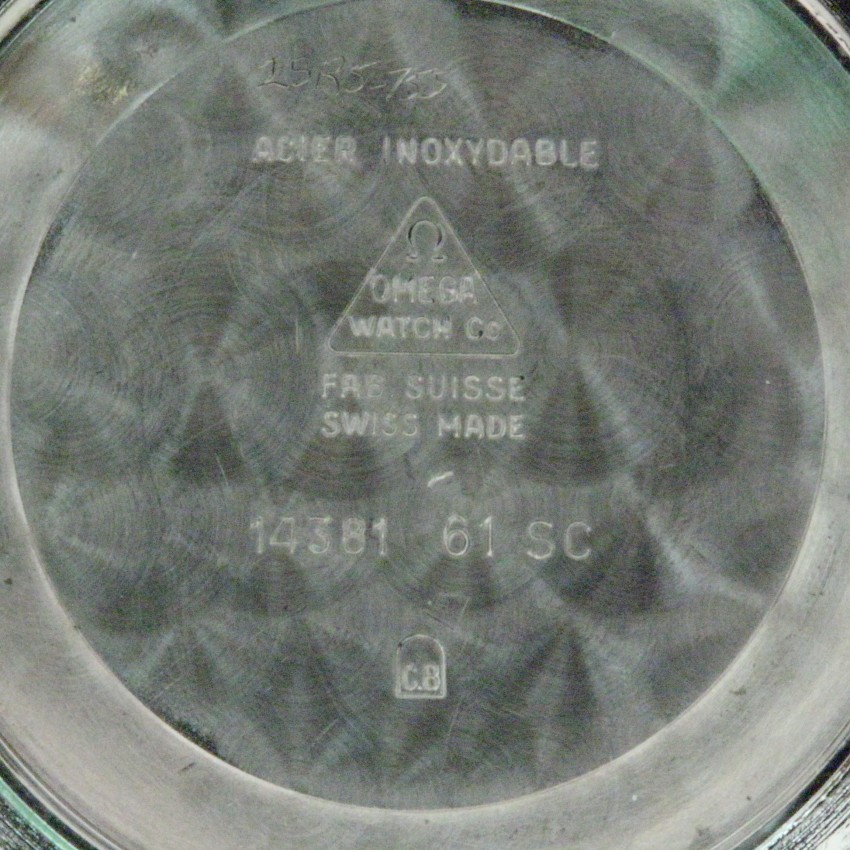 ACIER INOXYDABLE
Ω
OMEGA
WATCH Co
FAB SUISSE
SWISS MADE
14381 61 SC
C.B